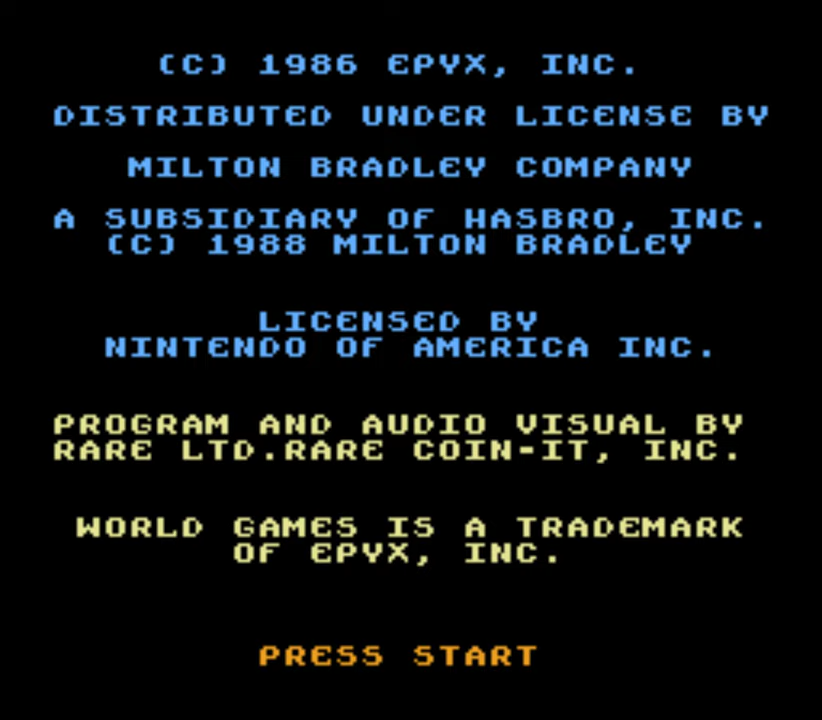 (C) 1986 EPYX, INC.
DISTRIBUTED UNDER LICENSE BY
MILTON BRADLEY COMPANY
A SUBSIDIARY OF HASBRO, INC.
(C) 1988 MILTON BRADLEY
LICENSED BY
NINTENDO OF AMERICA INC.
PROGRAM AND AUDIO VISUAL BY
RARE LTD.RARE COIN-IT, INC.
WORLD GAMES IS A TRADEMARK
OF EPYX, INC.
PRESS START